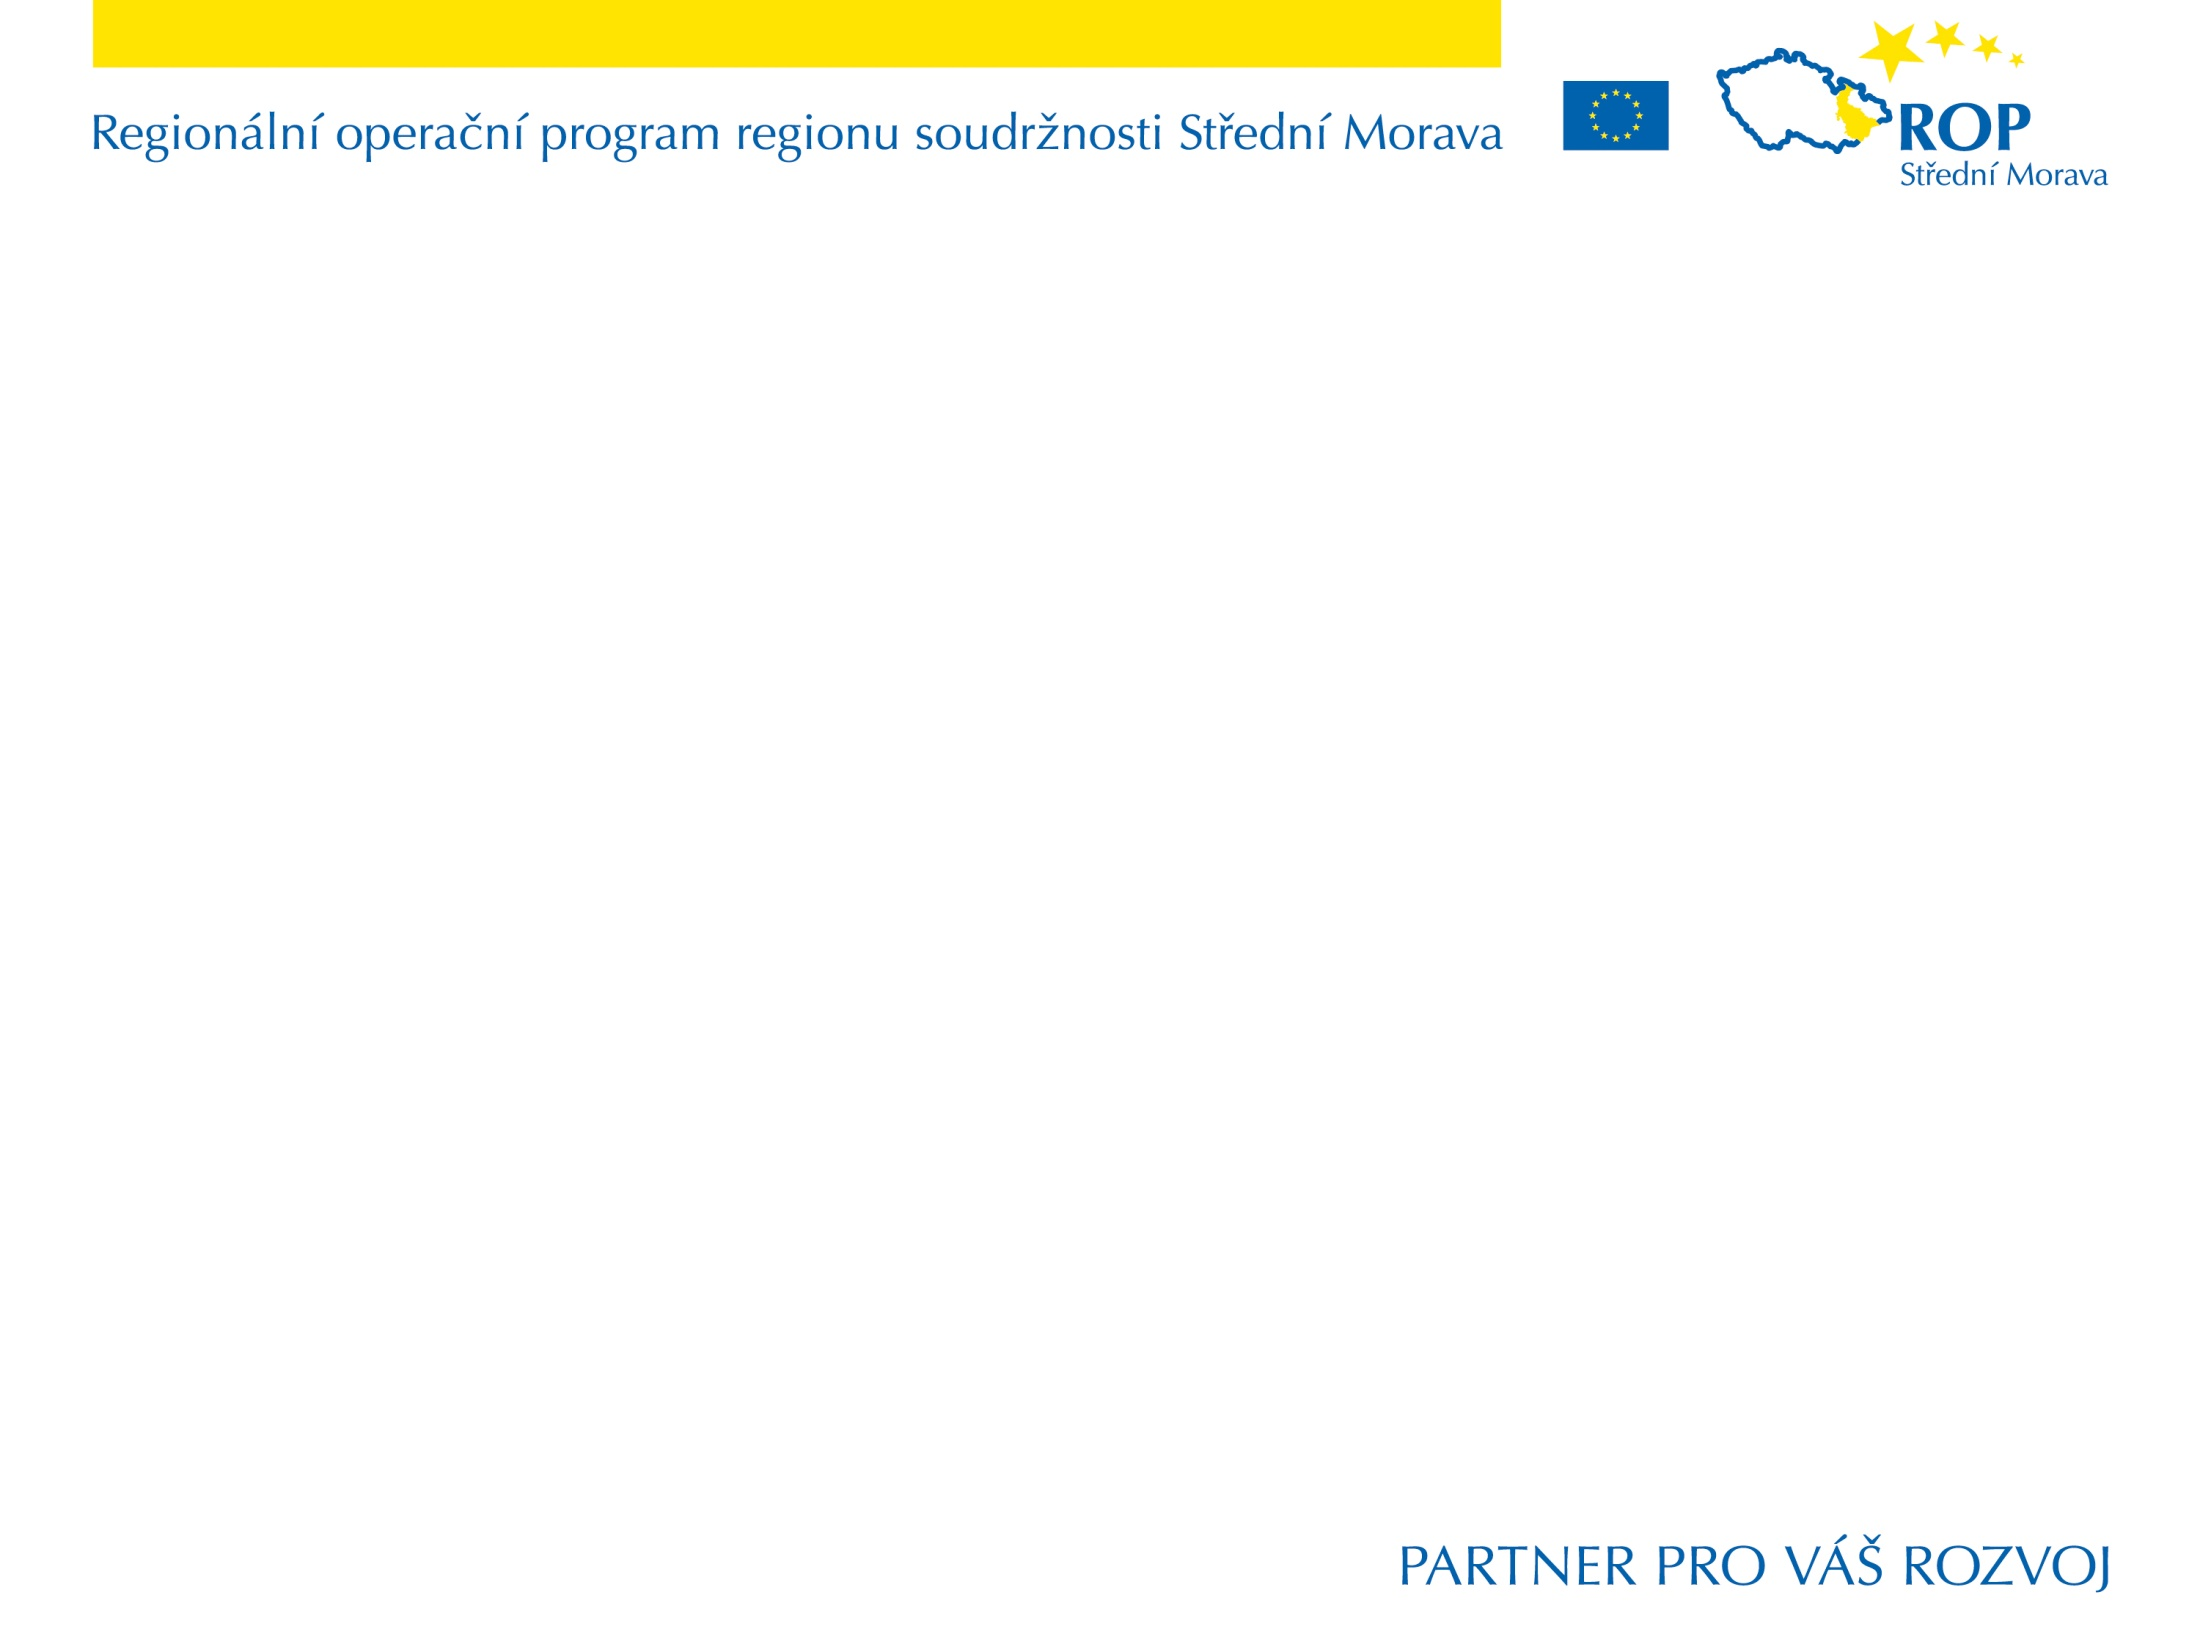 Regionální operační program regionu soudržnosti Střední Morava
ROP
Střední Morava
PARTNER PRO VÁŠ ROZVOJ